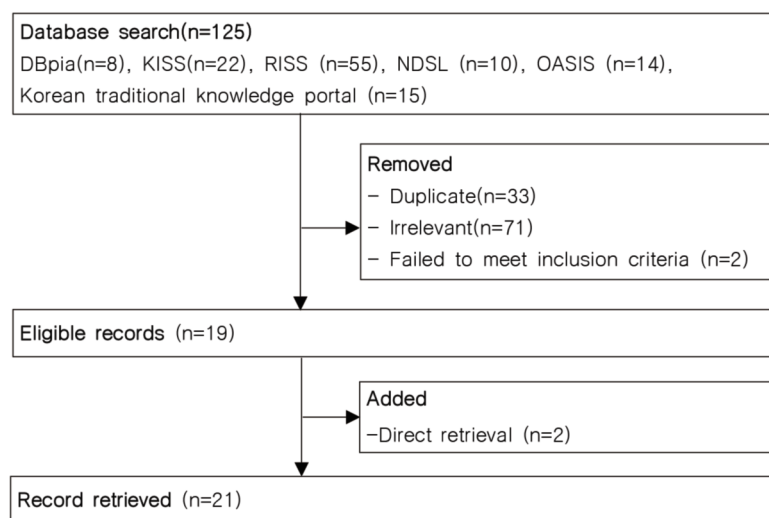 Database search(n=125)
DBpia(n=8), KISS(n=22), RISS (n=55), NDSL (n=10), OASIS (n=14),
Korean traditional knowledge portal (n=15)
Removed
- Duplicate(n=33)
- Irrelevant(n=71)
- Failed to meet inclusion criteria (n=2)
Eligible records (n=19)
Added
-Direct retrieval (n=2)
Record retrieved (n=21)